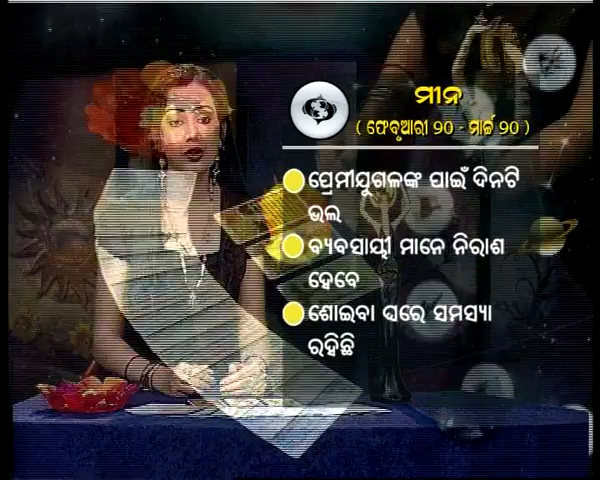 ମୀନ
( ଫେବୃଆରୀ ୨୦ - ମାର୍ଚ୍ଚ ୨୦ )
ପ୍ରେମୀଯୁଗଳଙ୍କ ପାଇଁ ଦିନଟି
ଭଲ
ବ୍ୟବସାୟୀ ମାନେ ନିରାଶ
ହେବେ
ଶୋଇବା ଘରେ ସମସ୍ୟା
ରହିଛି